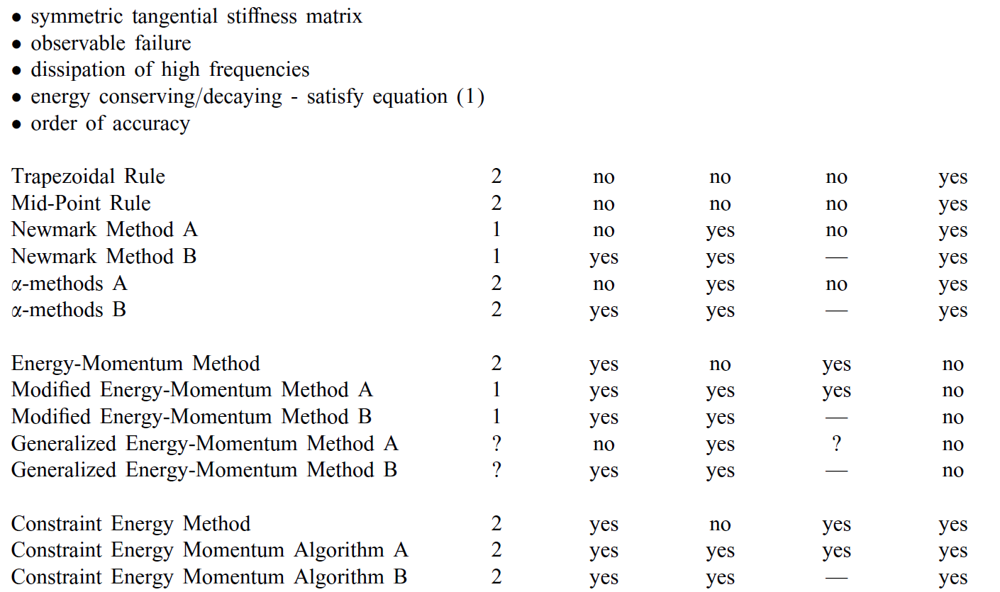 • symmetric tangential stiffness matrix
• observable failure
• dissipation of high frequencies
• energy conserving/decaying - satisfy equation (1)
• order of accuracy
Trapezoidal Rule 2 no no no yes
Mid-Point Rule 2 no no no yes
Newmark Method A 1 no yes no yes
Newmark Method B 1 yes yes — yes
α-methods A 2 no yes no yes
α-methods B 2 yes yes — yes
Energy-Momentum Method 2 yes no yes no
Modified Energy-Momentum Method A 1 yes yes yes no
Modified Energy-Momentum Method B 1 yes yes — no
Generalized Energy-Momentum Method A ? no yes ? no
Generalized Energy-Momentum Method B ? yes yes — no
Constraint Energy Method 2 yes no yes yes
Constraint Energy Momentum Algorithm A 2 yes yes yes yes
Constraint Energy Momentum Algorithm B 2 yes yes — yes